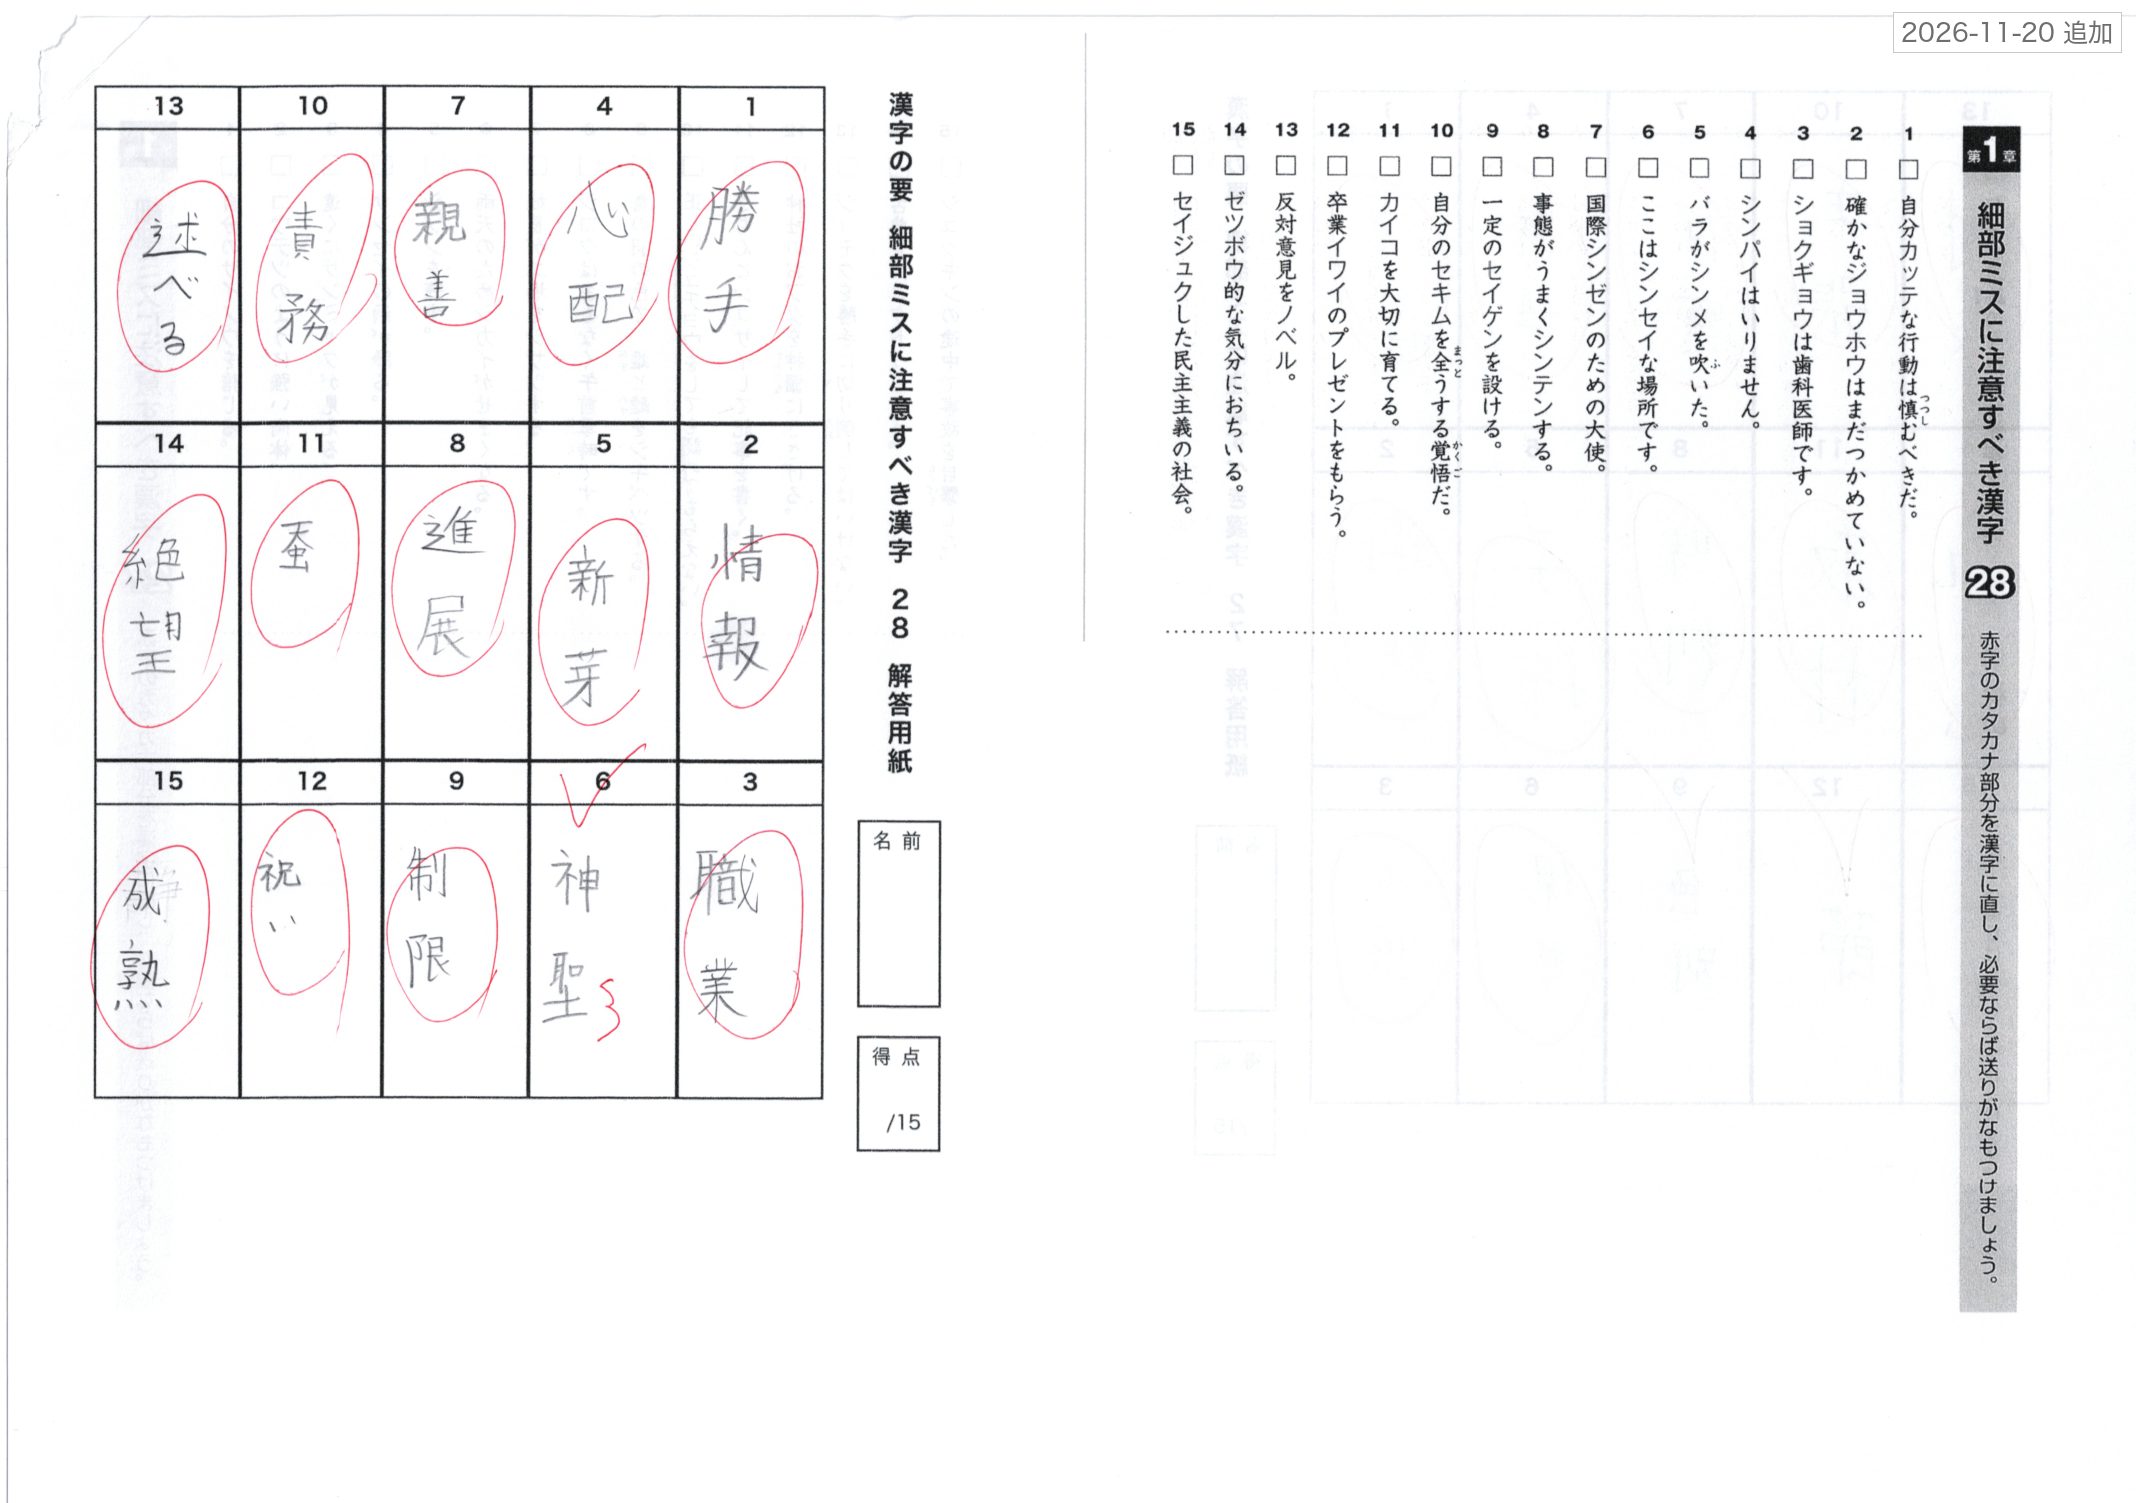 2026-11-20 追加
第1章 細部ミスに注意すべき漢字 28 赤字のカタカナ部分を漢字に直し、必要ならば送りがなもつけましょう。
1 □ 自分カッテな行動は慎むべきだ。
つつし
2 □ 確かなジョウホウはまだつかめていない。
3 □ ショクギョウは歯科医師です。
4 □ シンパイはいりません。
5 □ バラがシンメを吹いた。
ふ
6 □ ここはシンセイな場所です。
7 □ 国際シンゼンのための大使。
8 □ 事態がうまくシンテンする。
9 □ 一定のセイゲンを設ける。
10 □ 自分のセキムを全うする覚悟だ。
まっと かくご
11 □ カイコを大切に育てる。
12 □ 卒業イワイのプレゼントをもらう。
13 □ 反対意見をノベル。
14 □ ゼツボウ的な気分におちいる。
15 □ セイジュクした民主主義の社会。
漢字の要 細部ミスに注意すべき漢字 28 解答用紙
名前
得点
/15
1
勝手
2
情報
3
職業
4
心配
5
新芽
6
神聖
7
親善
8
進展
9
制限
10
責務
11
蚕
12
祝い
13
述べる
14
絶望
15
成熟